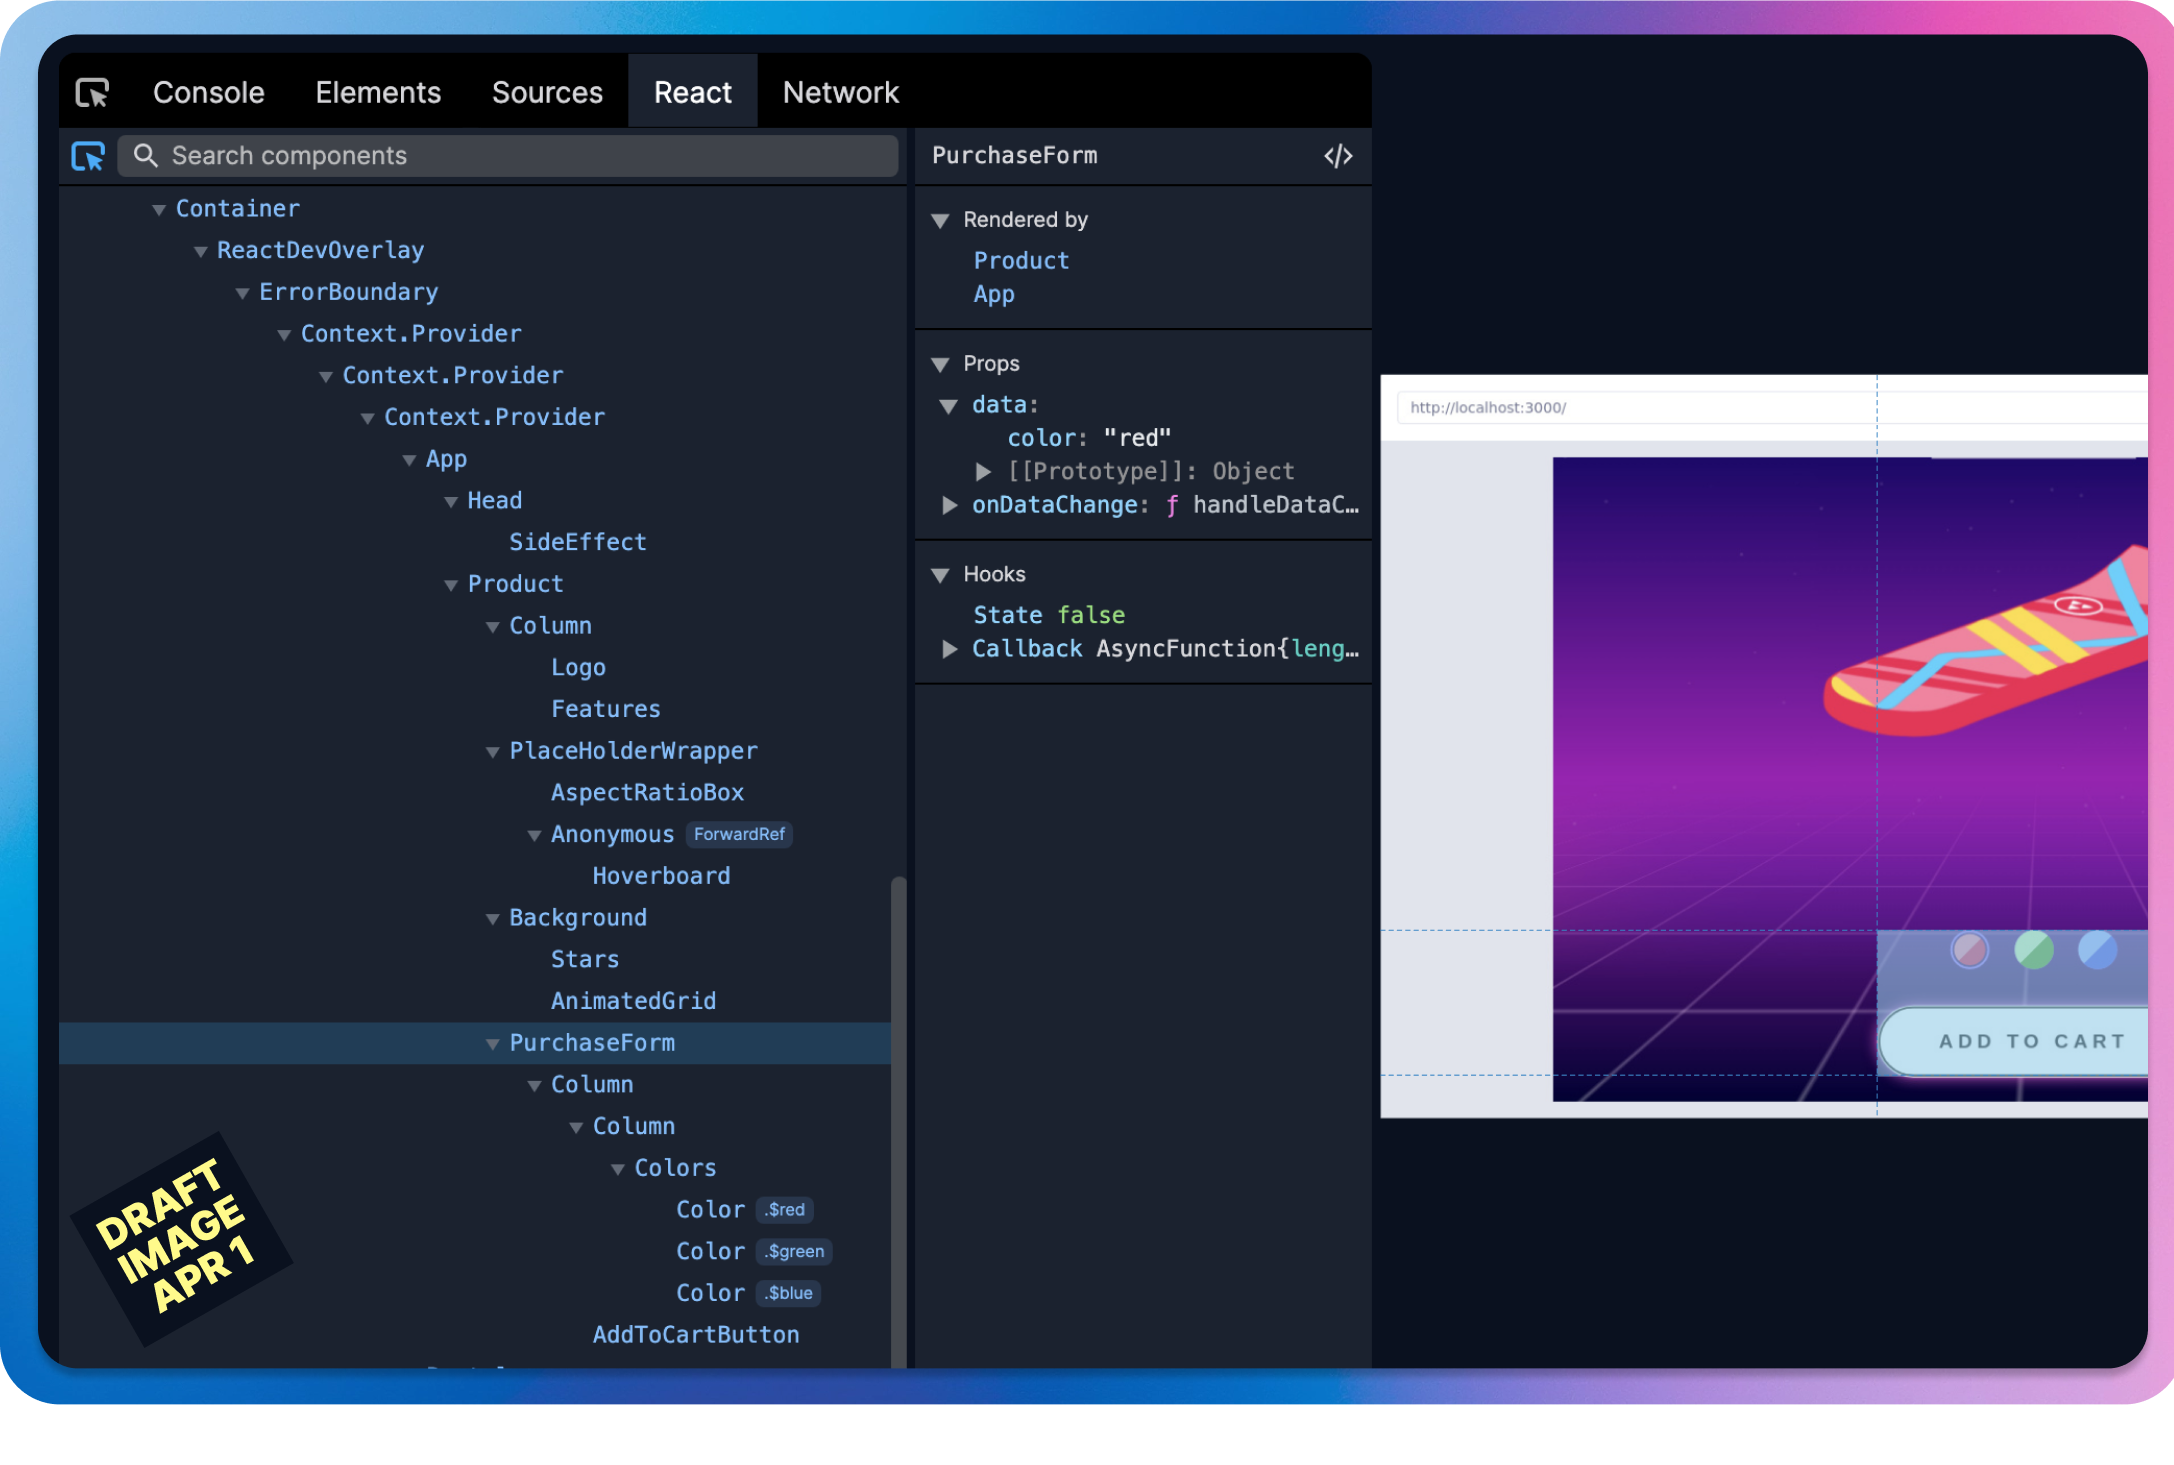 Console Elements Sources React Network
Search components
Container
ReactDevOverlay
ErrorBoundary
Context.Provider
Context.Provider
Context.Provider
App
Head
SideEffect
Product
Column
Logo
Features
PlaceHolderWrapper
AspectRatioBox
Anonymous ForwardRef
Hoverboard
Background
Stars
AnimatedGrid
PurchaseForm
Column
Column
Colors
Color .$red
Color .$green
Color .$blue
AddToCartButton
PurchaseForm </>
Rendered by
Product
App
Props
data:
color: "red"
[[Prototype]]: Object
onDataChange: ƒ handleDataC…
Hooks
State false
Callback AsyncFunction{leng…
http://localhost:3000/
ADD TO CART
DRAFT
IMAGE
APR 1